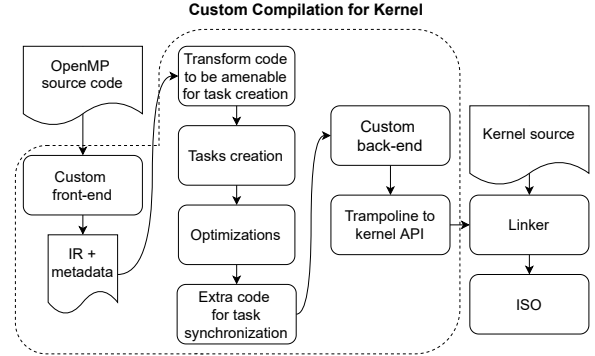 Custom Compilation for Kernel
OpenMP
source code
Custom
front-end
IR +
metadata
Transform code
to be amenable
for task creation
Tasks creation
Optimizations
Extra code
for task
synchronization
Custom
back-end
Trampoline to
kernel API
Kernel source
Linker
ISO